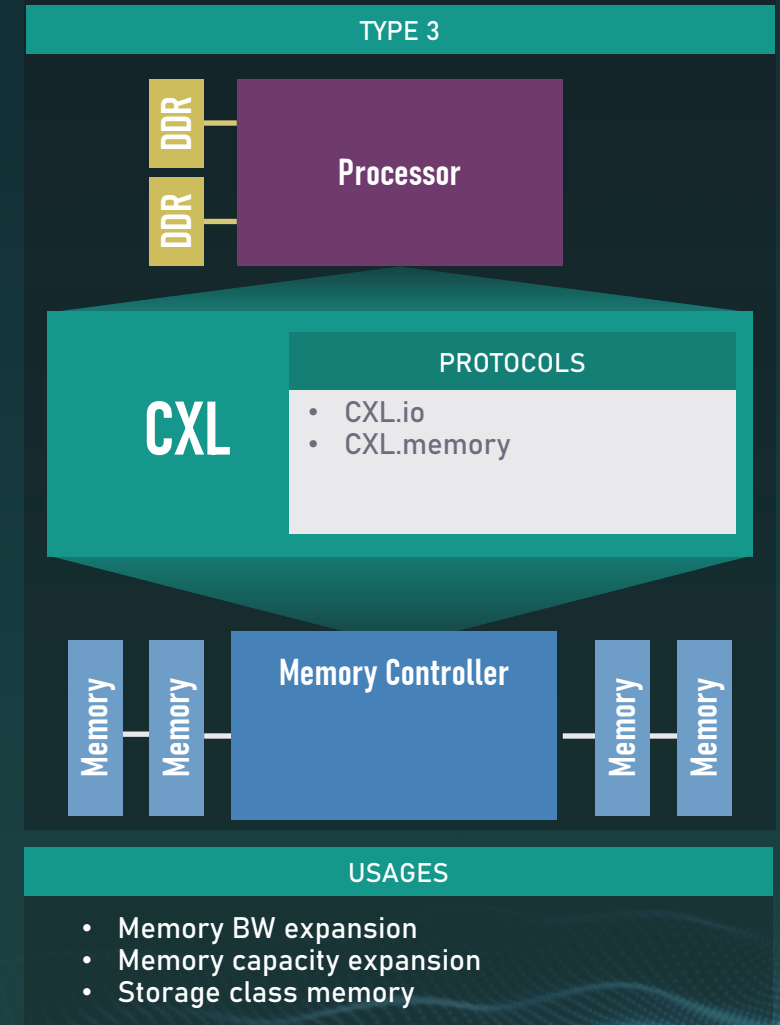 TYPE 3
DDR
DDR
Processor
CXL
PROTOCOLS
• CXL.io
• CXL.memory
Memory
Memory
Memory Controller
Memory
Memory
USAGES
• Memory BW expansion
• Memory capacity expansion
• Storage class memory